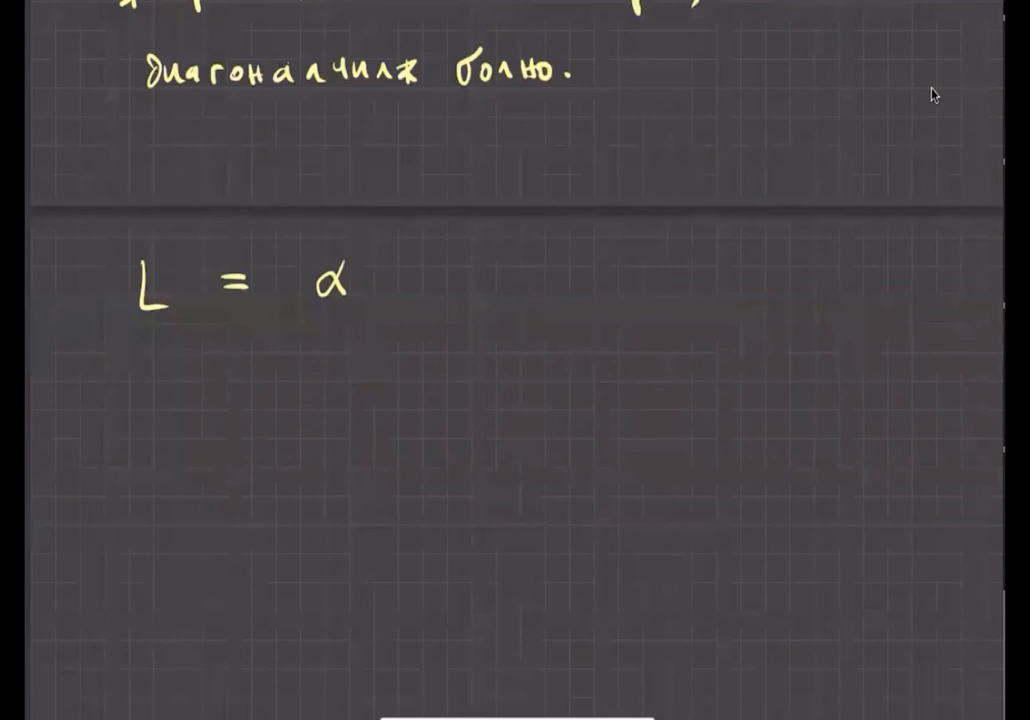 диагоналчилж болно.
L = α